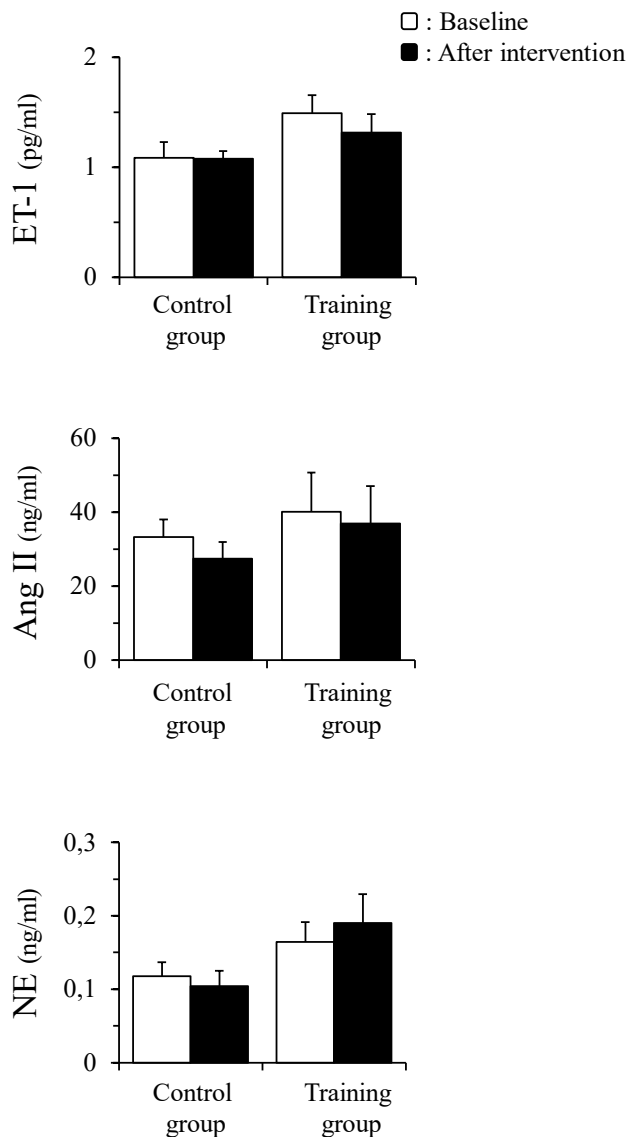 : Baseline
: After intervention
2
1
0
ET-1 (pg/ml)
Control
group
Training
group
60
40
20
0
Ang II (ng/ml)
Control
group
Training
group
0,3
0,2
0,1
0
NE (ng/ml)
Control
group
Training
group